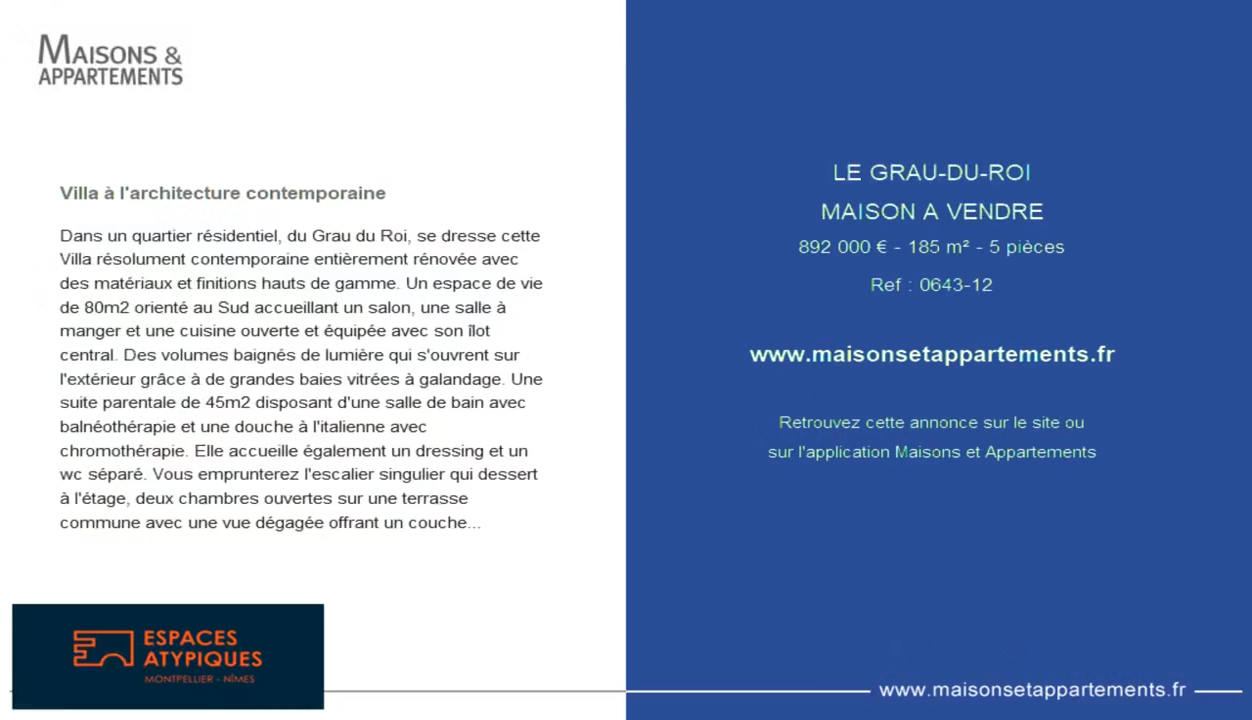 MAISONS &
APPARTEMENTS
Villa à l'architecture contemporaine
Dans un quartier résidentiel, du Grau du Roi, se dresse cette
Villa résolument contemporaine entièrement rénovée avec
des matériaux et finitions hauts de gamme. Un espace de vie
de 80m2 orienté au Sud accueillant un salon, une salle à
manger et une cuisine ouverte et équipée avec son îlot
central. Des volumes baignés de lumière qui s'ouvrent sur
l'extérieur grâce à de grandes baies vitrées à galandage. Une
suite parentale de 45m2 disposant d'une salle de bain avec
balnéothérapie et une douche à l'italienne avec
chromothérapie. Elle accueille également un dressing et un
wc séparé. Vous emprunterez l'escalier singulier qui dessert
à l'étage, deux chambres ouvertes sur une terrasse
commune avec une vue dégagée offrant un couche...
ESPACES
ATYPIQUES
MONTPELLIER - NÎMES
LE GRAU-DU-ROI
MAISON A VENDRE
892 000 € - 185 m² - 5 pièces
Ref : 0643-12
www.maisonsetappartements.fr
Retrouvez cette annonce sur le site ou
sur l'application Maisons et Appartements
www.maisonsetappartements.fr